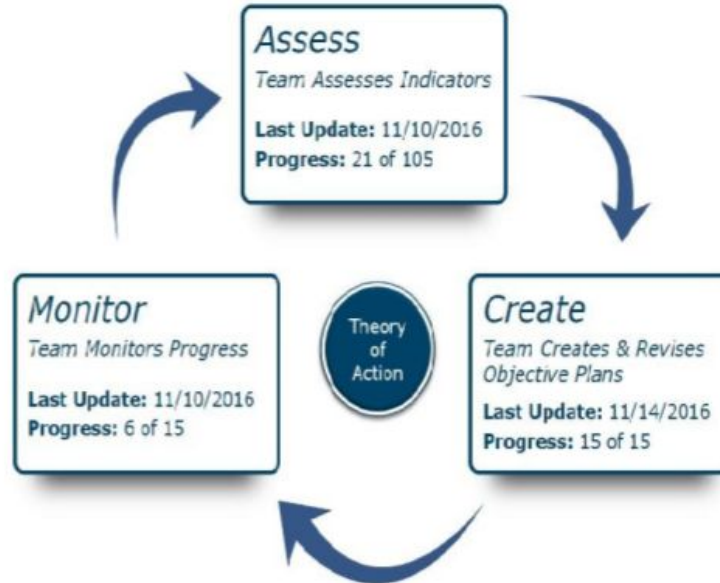 Assess
Team Assesses Indicators
Last Update: 11/10/2016
Progress: 21 of 105
Monitor
Team Monitors Progress
Last Update: 11/10/2016
Progress: 6 of 15
Theory
of
Action
Create
Team Creates & Revises
Objective Plans
Last Update: 11/14/2016
Progress: 15 of 15